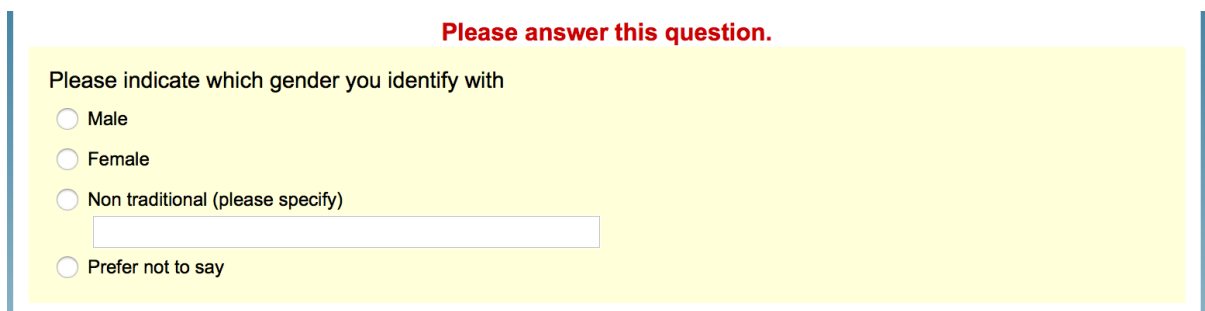 Please answer this question.
Please indicate which gender you identify with
Male
Female
Non traditional (please specify)
Prefer not to say